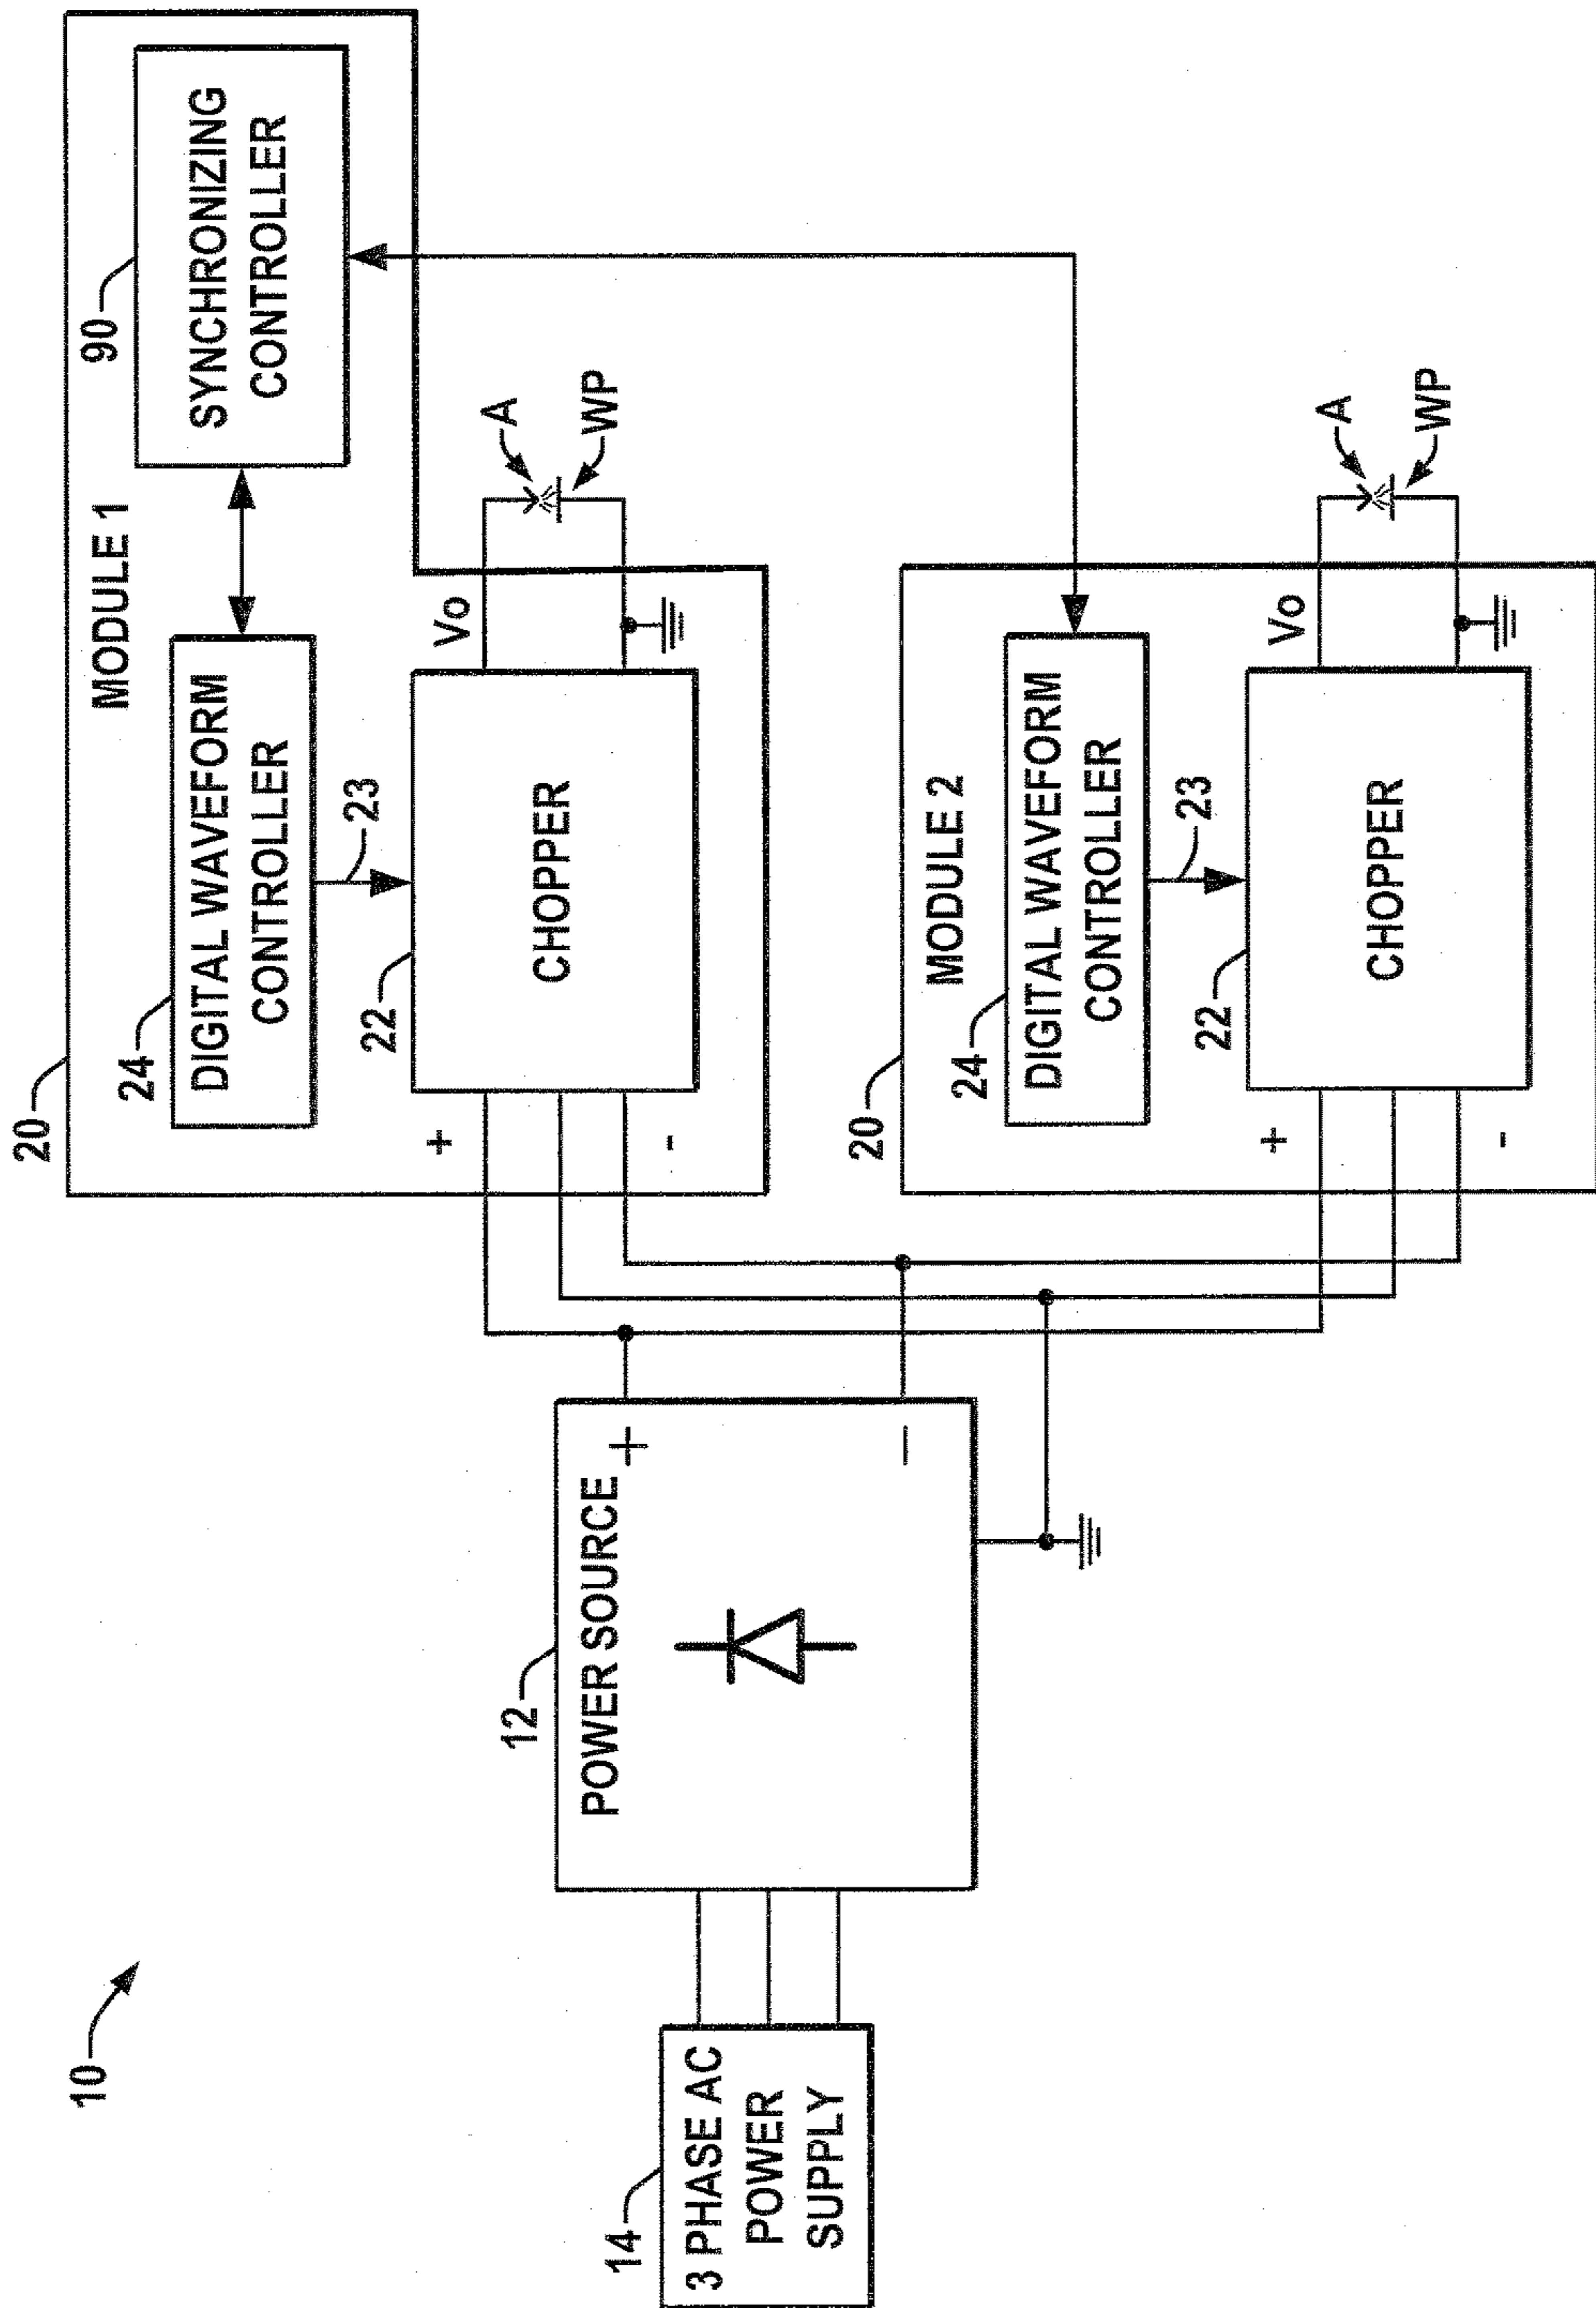 10
14
3 PHASE AC
POWER
SUPPLY
12
POWER SOURCE
+
−
20
MODULE 1
24
DIGITAL WAVEFORM
CONTROLLER
90
SYNCHRONIZING
CONTROLLER
23
22
CHOPPER
+
-
Vo
A
WP
20
MODULE 2
24
DIGITAL WAVEFORM
CONTROLLER
23
22
CHOPPER
+
-
Vo
A
WP